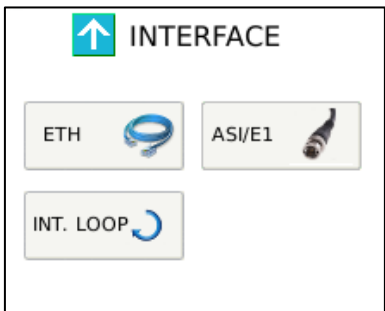 INTERFACE
ETH
ASI/E1
INT. LOOP